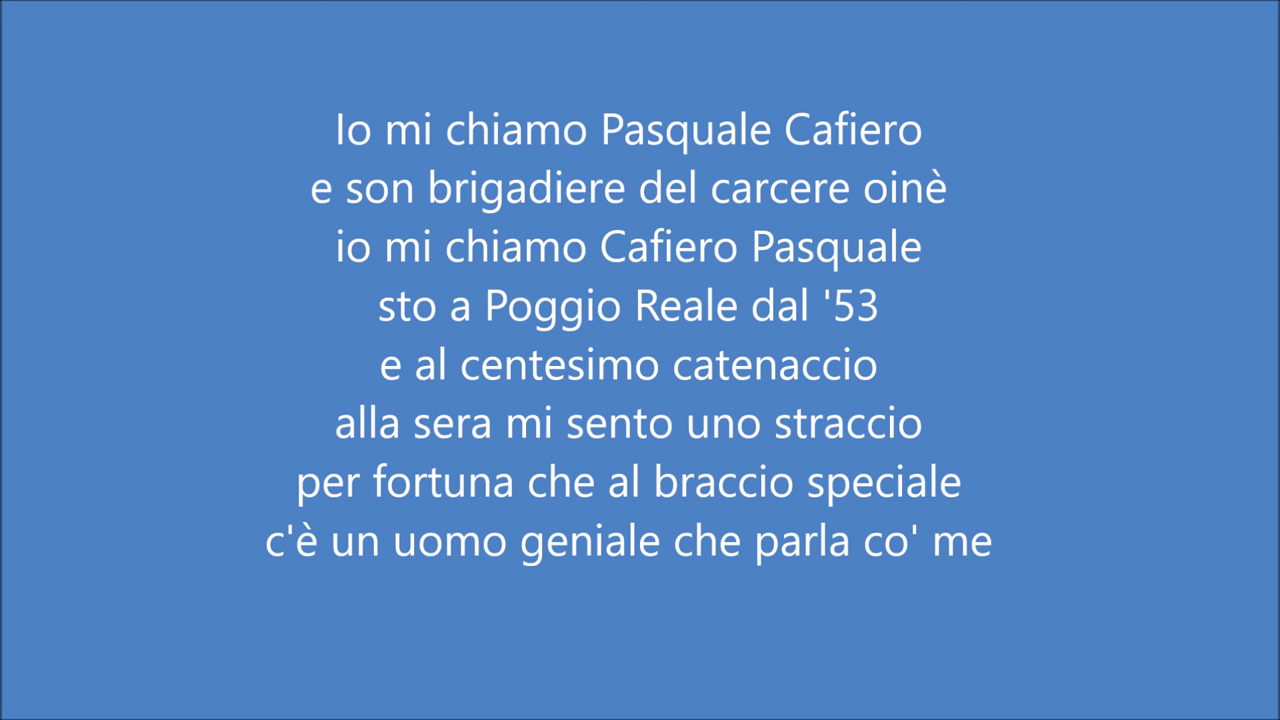 Io mi chiamo Pasquale Cafiero
e son brigadiere del carcere oinè
io mi chiamo Cafiero Pasquale
sto a Poggio Reale dal '53
e al centesimo catenaccio
alla sera mi sento uno straccio
per fortuna che al braccio speciale
c'è un uomo geniale che parla co' me